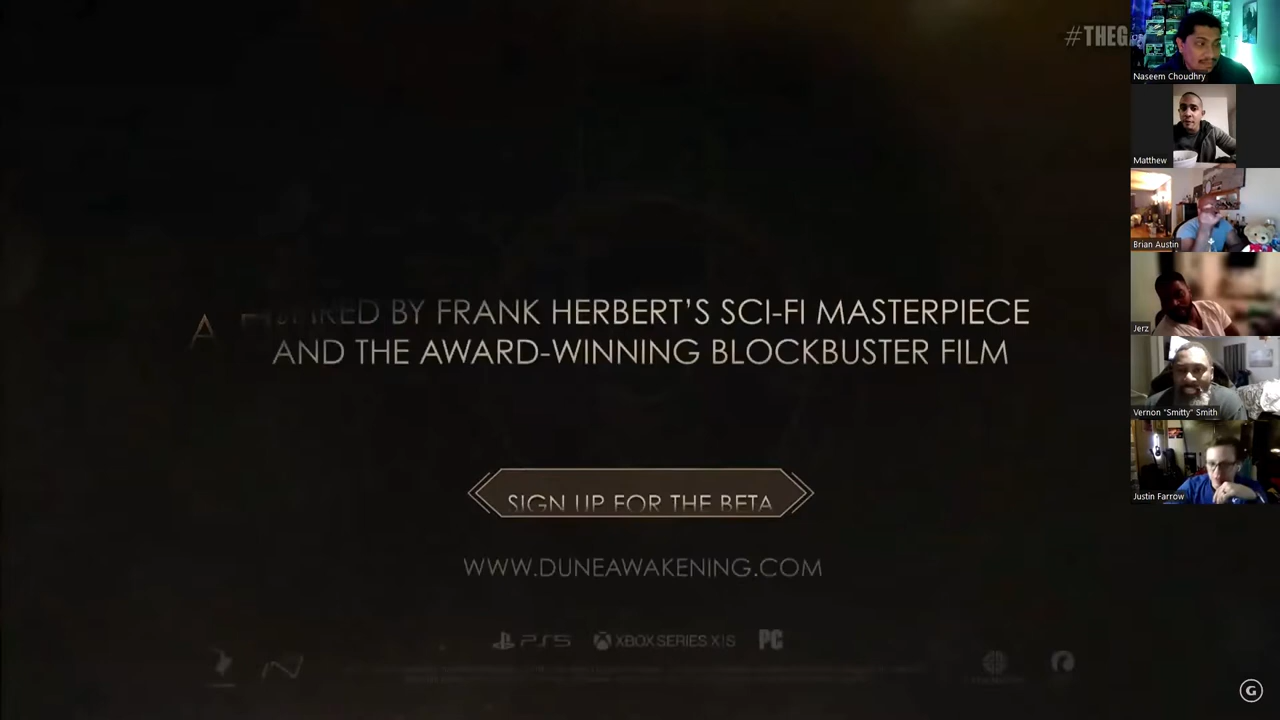 #THEG
Naseem Choudhry
Matthew
Brian Austin
BY FRANK HERBERT'S SCI-FI MASTERPIECE
AND THE AWARD-WINNING BLOCKBUSTER FILM
Jerz
Vernon "Smitty" Smith
SIGN UP FOR THE BETA
Justin Farrow
WWW.DUNEAWAKENING.COM
PS5 XBOX SERIES X|S PC
G